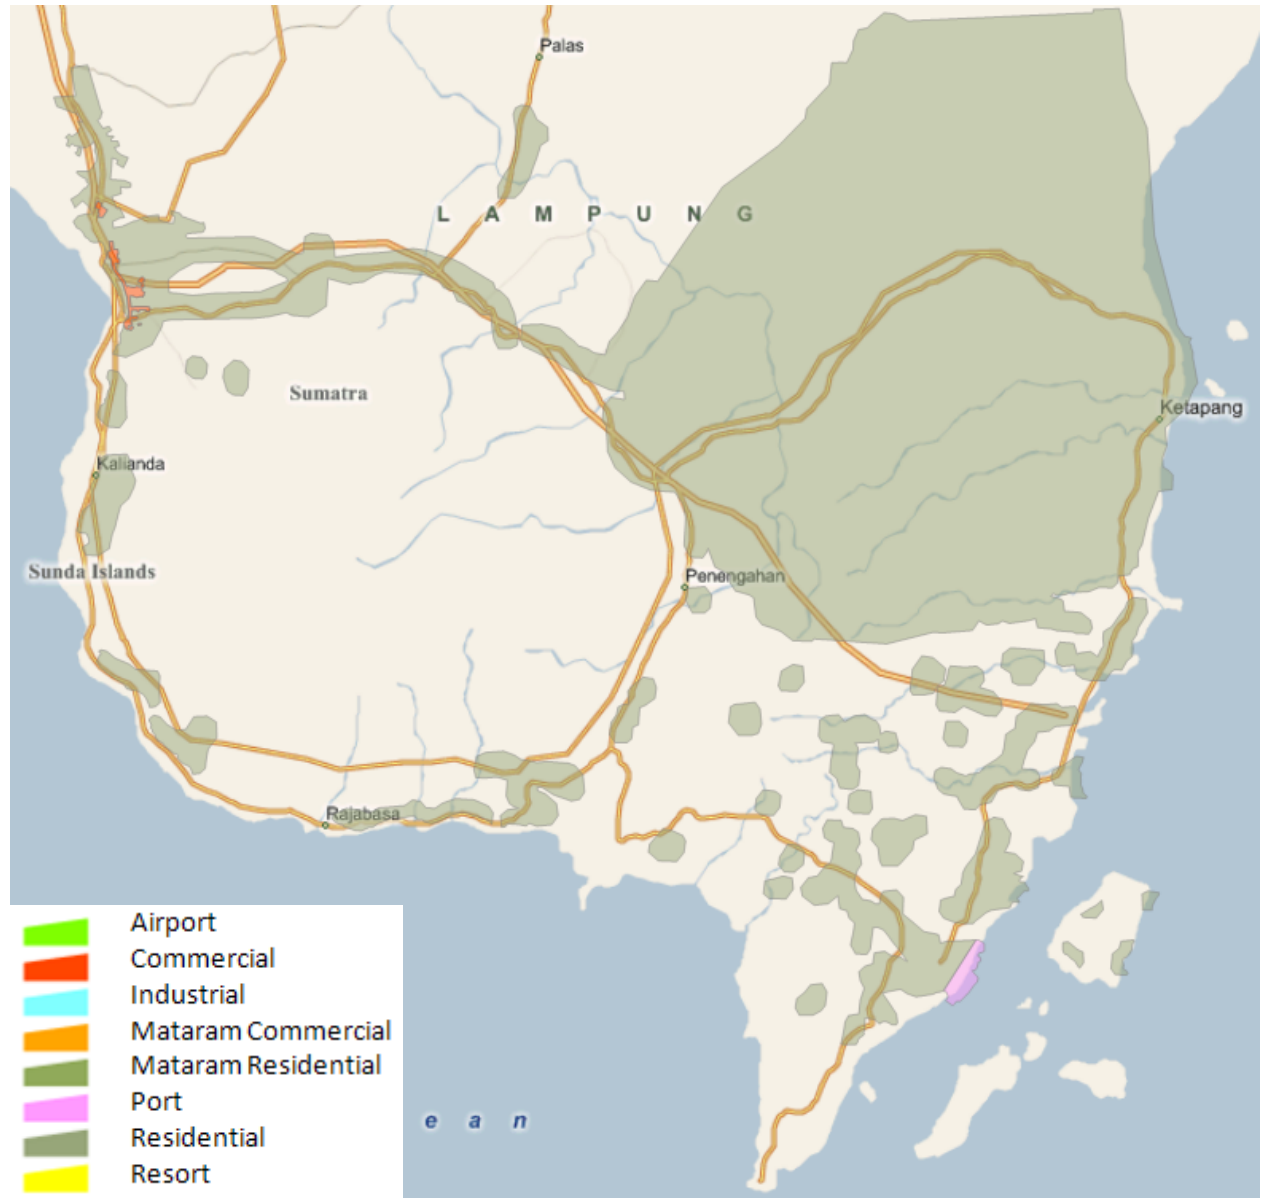 Palas
L A M P U N G
Sumatra
Ketapang
Kalianda
Sunda Islands
Penengahan
Rajabasa
Airport
Commercial
Industrial
Mataram Commercial
Mataram Residential
Port
e a n
Residential
Resort